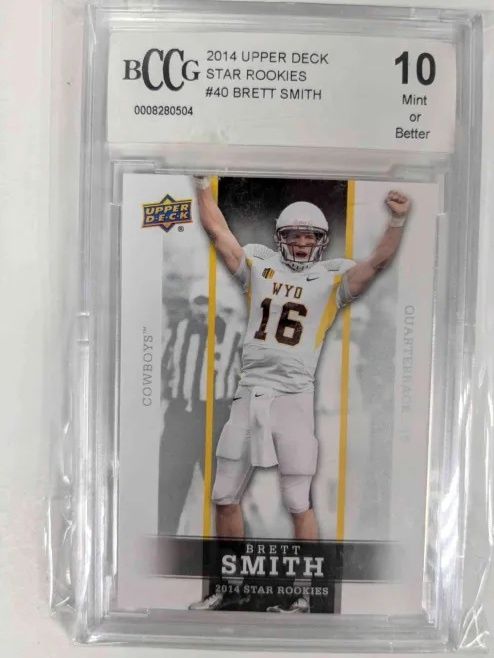 BCCG
2014 UPPER DECK
STAR ROOKIES
#40 BRETT SMITH
0008280504
10
Mint
or
Better
UPPER
D·E·C·K
®
WYO
16
COWBOYS™
QUARTERBACK
BRETT
SMITH
2014 STAR ROOKIES